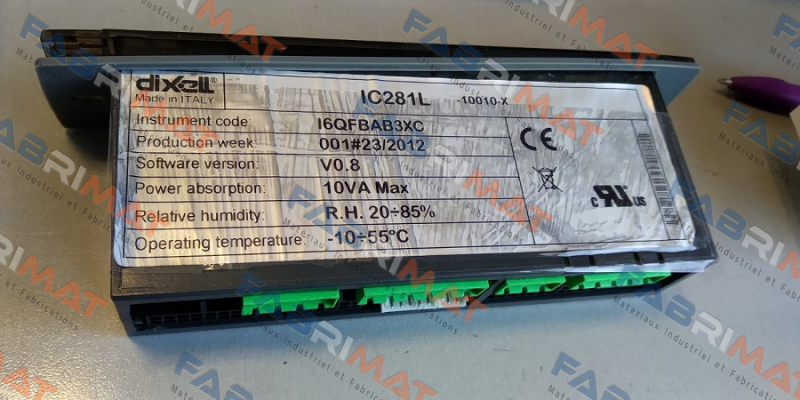 dixell®
Made in ITALY
IC281L -10010-X
Instrument code: I6QFBAB3XC
Production week: 001#23/2012
Software version: V0.8
Power absorption: 10VA Max
Relative humidity: R.H. 20÷85%
Operating temperature: -10÷55°C
CE
c RU US
FABRIMAT
Materiaux Industriel et Fabrications